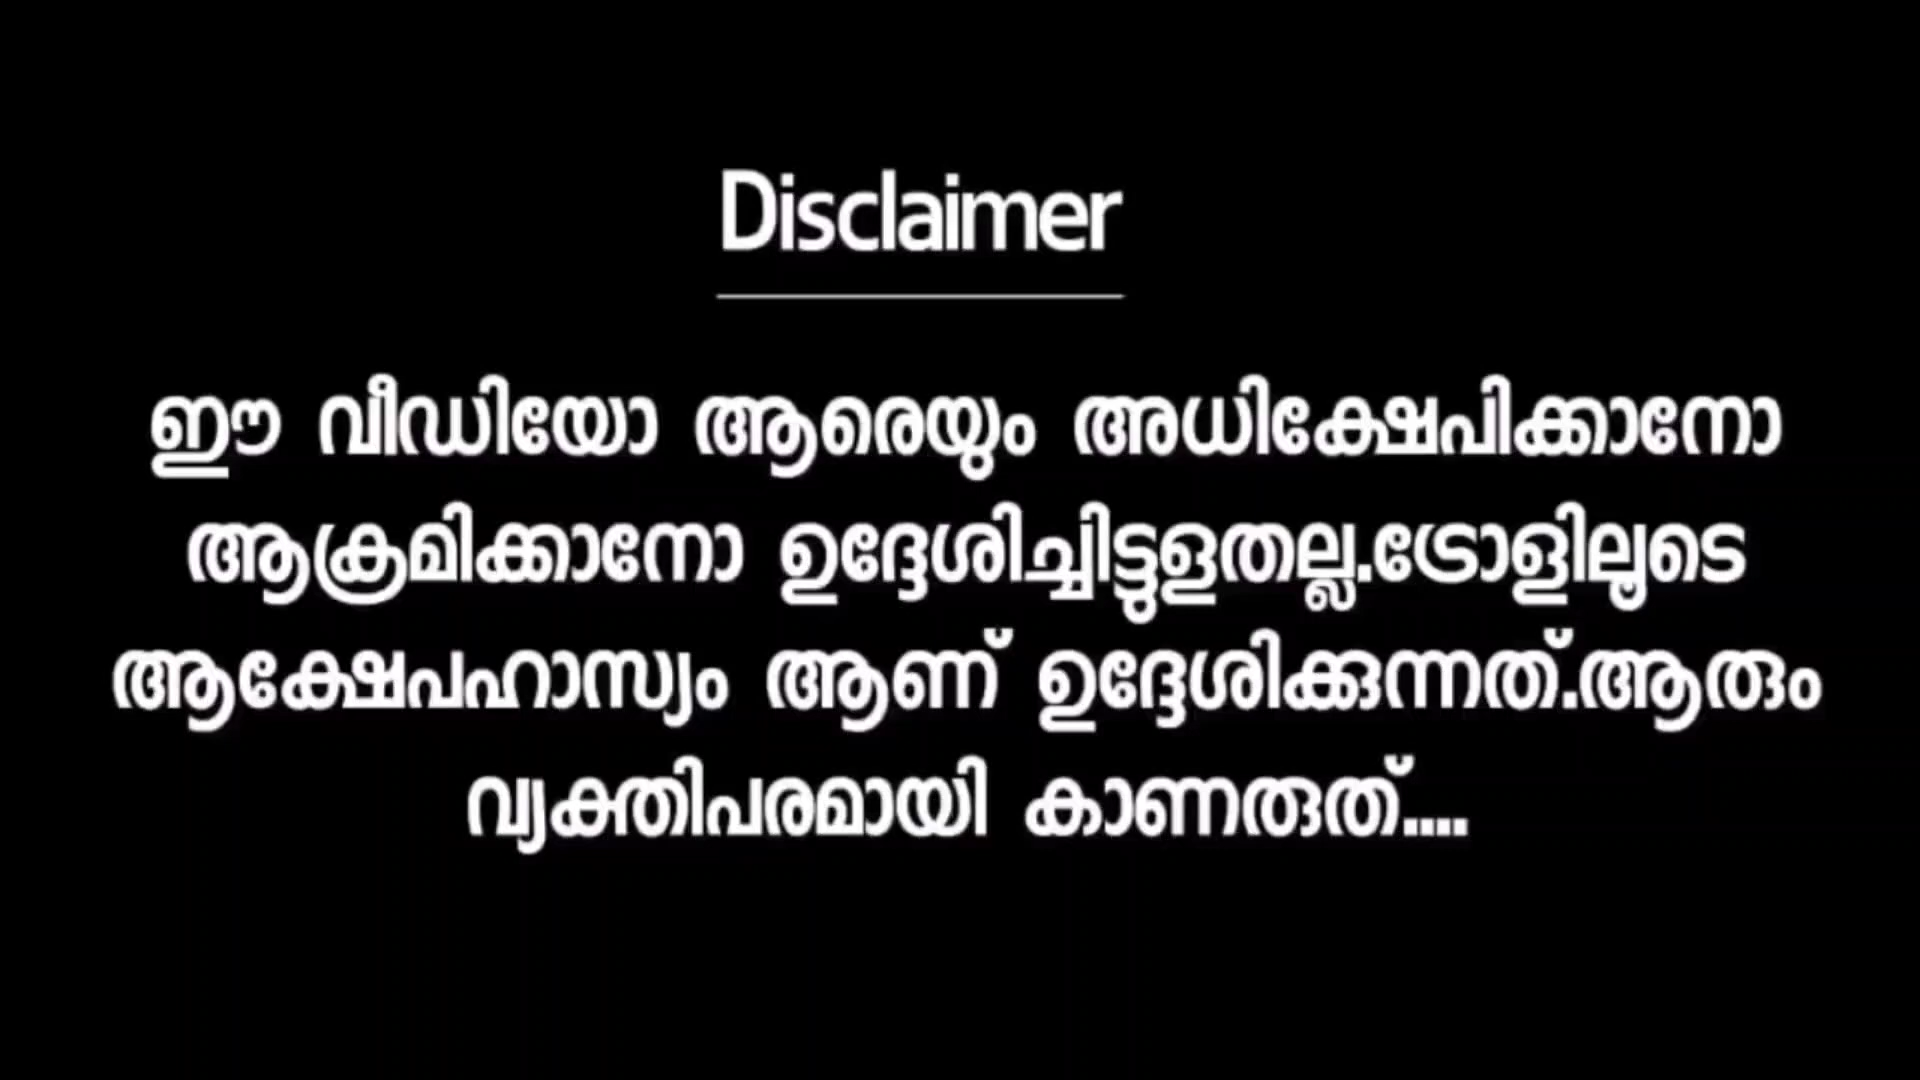 Disclaimer
ഈ വീഡിയോ ആരെയും അധിക്ഷേപിക്കാനോ
ആക്രമിക്കാനോ ഉദ്ദേശിച്ചിട്ടുളതല്ല.ട്രോളിലൂടെ
ആക്ഷേപഹാസ്യം ആണ് ഉദ്ദേശിക്കുന്നത്.ആരും
വ്യക്തിപരമായി കാണരുത്....